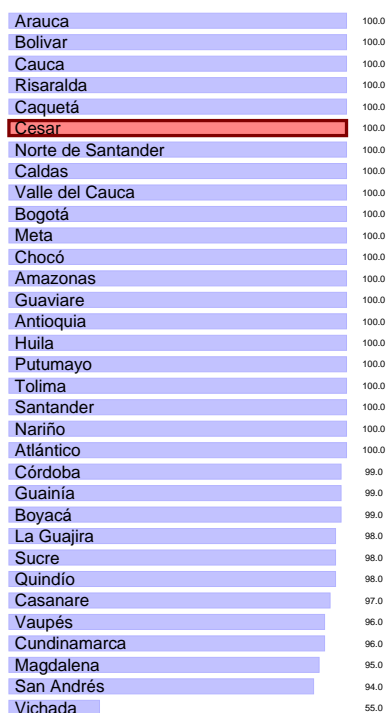 Arauca 100.0
Bolivar 100.0
Cauca 100.0
Risaralda 100.0
Caquetá 100.0
Cesar 100.0
Norte de Santander 100.0
Caldas 100.0
Valle del Cauca 100.0
Bogotá 100.0
Meta 100.0
Chocó 100.0
Amazonas 100.0
Guaviare 100.0
Antioquia 100.0
Huila 100.0
Putumayo 100.0
Tolima 100.0
Santander 100.0
Nariño 100.0
Atlántico 100.0
Córdoba 99.0
Guainía 99.0
Boyacá 99.0
La Guajira 98.0
Sucre 98.0
Quindío 98.0
Casanare 97.0
Vaupés 96.0
Cundinamarca 96.0
Magdalena 95.0
San Andrés 94.0
Vichada 55.0